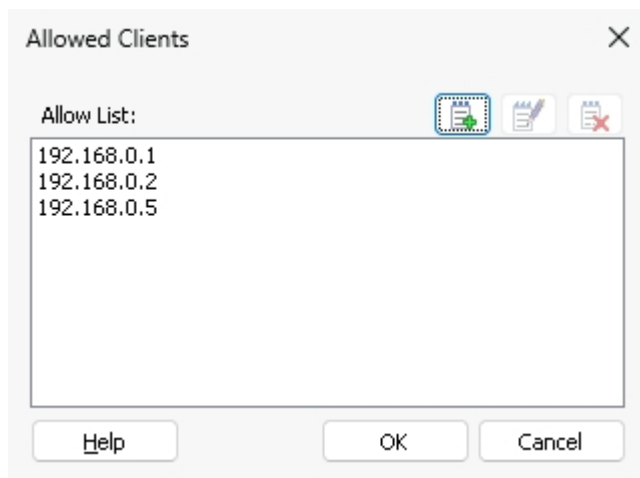 Allowed Clients
Allow List:
192.168.0.1
192.168.0.2
192.168.0.5
Help OK Cancel